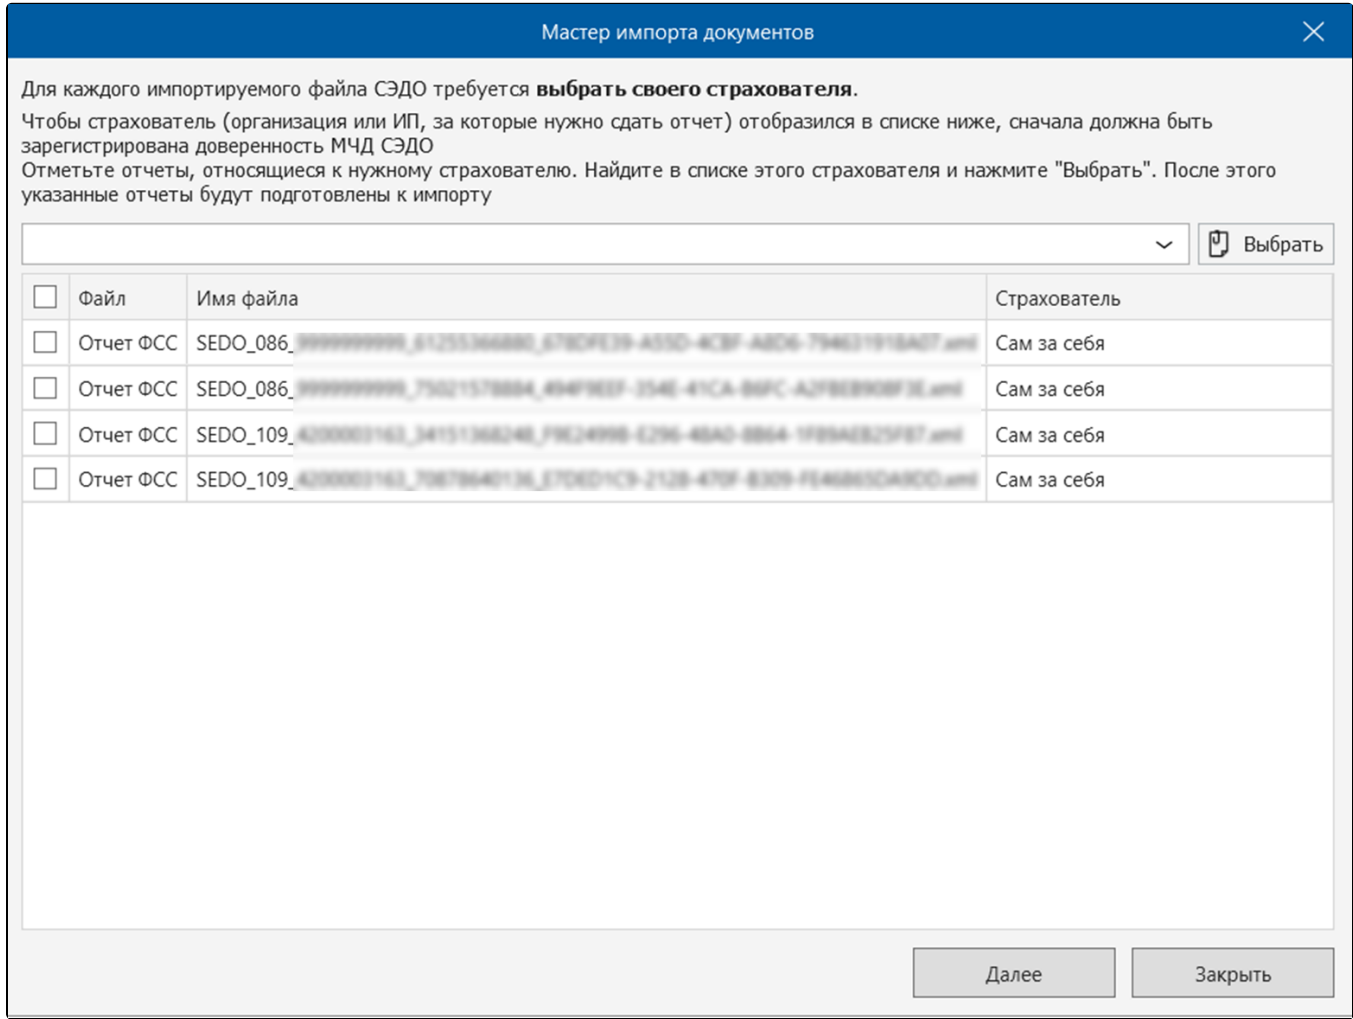 Мастер импорта документов
Для каждого импортируемого файла СЭДО требуется выбрать своего страхователя.
Чтобы страхователь (организация или ИП, за которые нужно сдать отчет) отобразился в списке ниже, сначала должна быть
зарегистрирована доверенность МЧД СЭДО
Отметьте отчеты, относящиеся к нужному страхователю. Найдите в списке этого страхователя и нажмите "Выбрать". После этого
указанные отчеты будут подготовлены к импорту
Выбрать
Файл Имя файла Страхователь
Отчет ФСС SEDO_086_ Сам за себя
Отчет ФСС SEDO_086_ Сам за себя
Отчет ФСС SEDO_109_ Сам за себя
Отчет ФСС SEDO_109_ Сам за себя
Далее Закрыть